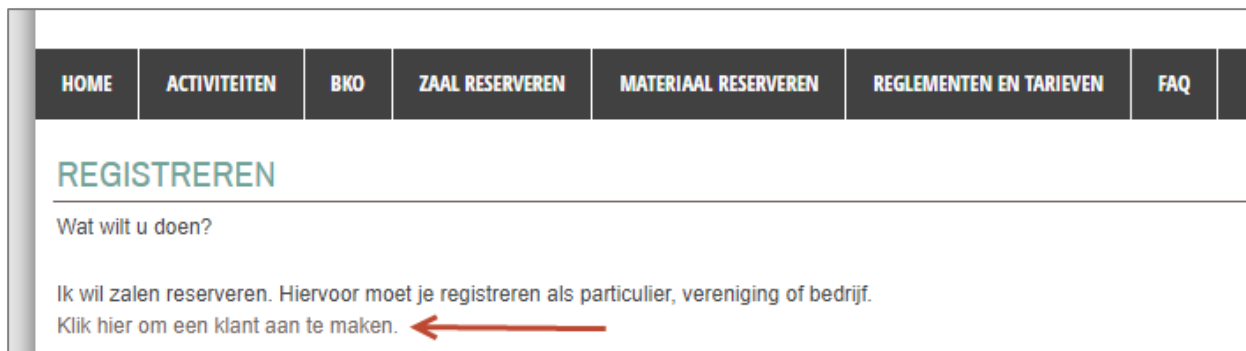 HOME ACTIVITEITEN BKO ZAAL RESERVEREN MATERIAAL RESERVEREN REGLEMENTEN EN TARIEVEN FAQ
REGISTREREN
Wat wilt u doen?
Ik wil zalen reserveren. Hiervoor moet je registreren als particulier, vereniging of bedrijf.
Klik hier om een klant aan te maken.